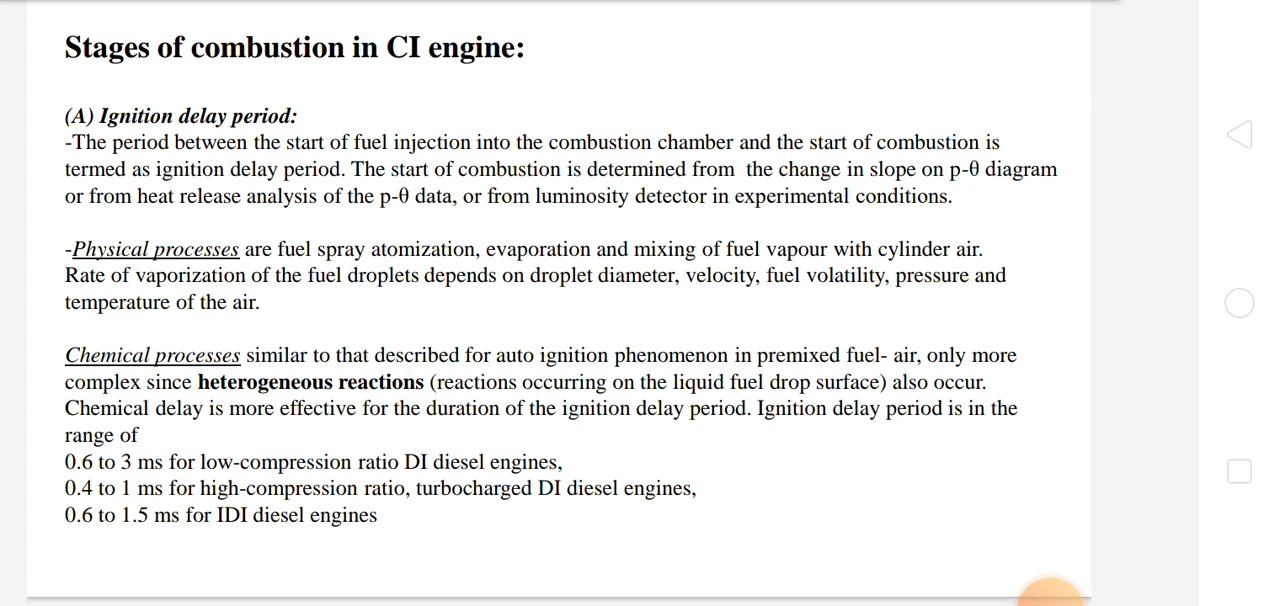 Stages of combustion in CI engine:
(A) Ignition delay period:
-The period between the start of fuel injection into the combustion chamber and the start of combustion is
termed as ignition delay period. The start of combustion is determined from the change in slope on p-θ diagram
or from heat release analysis of the p-θ data, or from luminosity detector in experimental conditions.
-Physical processes are fuel spray atomization, evaporation and mixing of fuel vapour with cylinder air.
Rate of vaporization of the fuel droplets depends on droplet diameter, velocity, fuel volatility, pressure and
temperature of the air.
Chemical processes similar to that described for auto ignition phenomenon in premixed fuel- air, only more
complex since heterogeneous reactions (reactions occurring on the liquid fuel drop surface) also occur.
Chemical delay is more effective for the duration of the ignition delay period. Ignition delay period is in the
range of
0.6 to 3 ms for low-compression ratio DI diesel engines,
0.4 to 1 ms for high-compression ratio, turbocharged DI diesel engines,
0.6 to 1.5 ms for IDI diesel engines